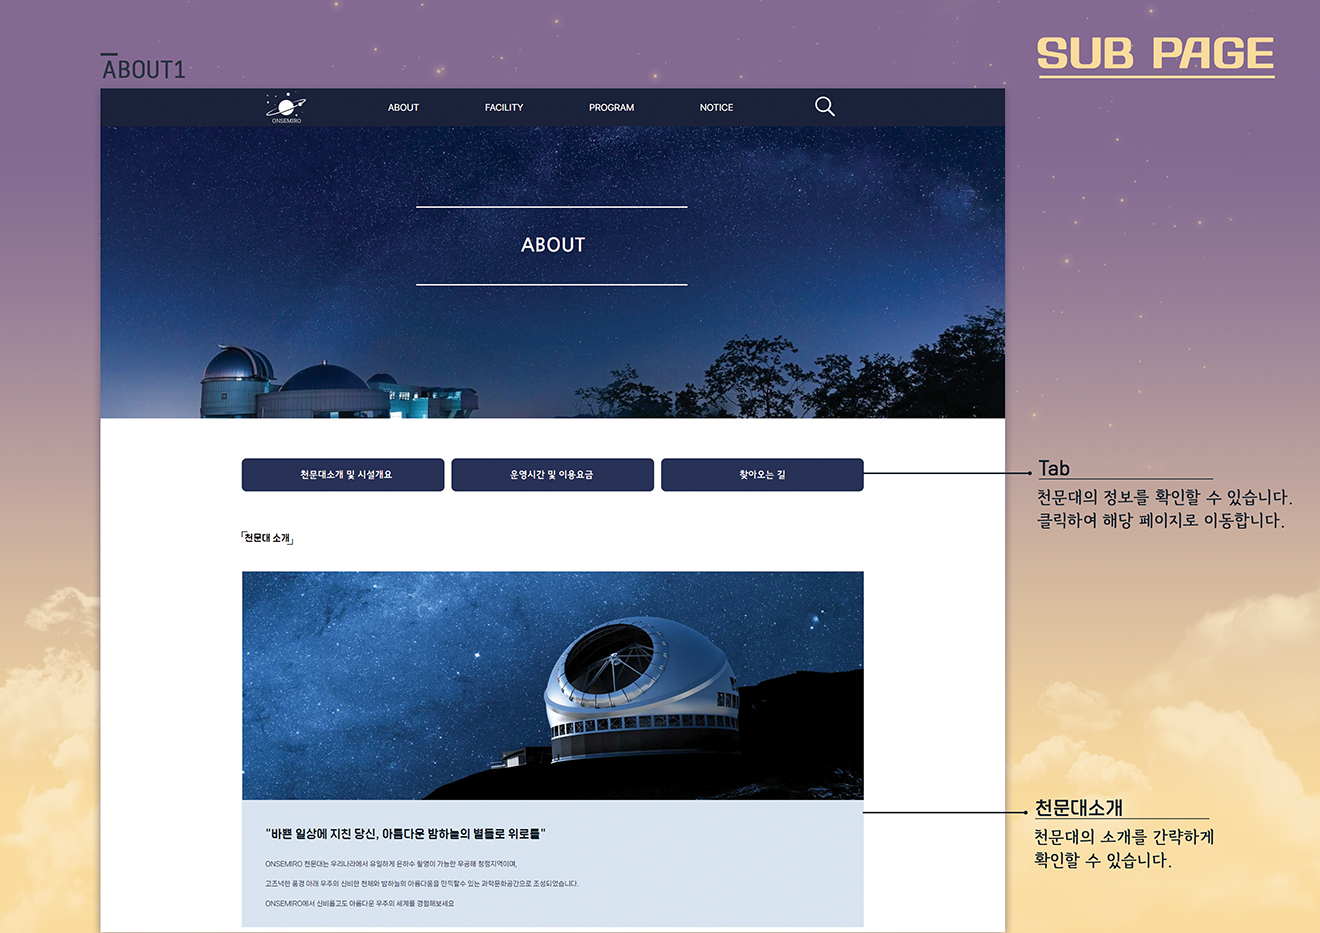 SUB PAGE
ABOUT1
ONSEMIRO
ABOUT
FACILITY
PROGRAM
NOTICE
ABOUT
천문대소개 및 시설개요
운영시간 및 이용요금
찾아오는 길
Tab
천문대의 정보를 확인할 수 있습니다.
클릭하여 해당 페이지로 이동합니다.
「천문대 소개」
"바쁜 일상에 지친 당신, 아름다운 밤하늘의 별들로 위로를"
ONSEMIRO 천문대는 우리나라에서 유일하게 은하수 촬영이 가능한 무공해 청정지역이며,
고즈넉한 풍경 아래 우주의 신비한 천체와 밤하늘의 아름다움을 만끽할수 있는 과학문화공간으로 조성되었습니다.
ONSEMIRO에서 신비롭고도 아름다운 우주의 세계를 경험해보세요
천문대소개
천문대의 소개를 간략하게
확인할 수 있습니다.